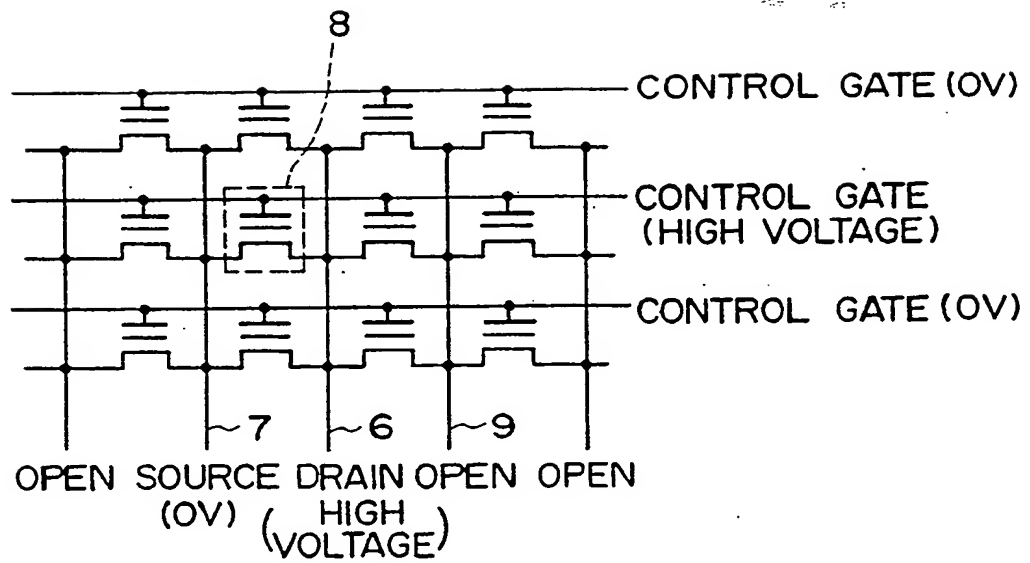 8
CONTROL GATE (OV)
CONTROL GATE
(HIGH VOLTAGE)
CONTROL GATE (OV)
7 6 9
OPEN SOURCE DRAIN OPEN OPEN
(OV) (HIGH
VOLTAGE)